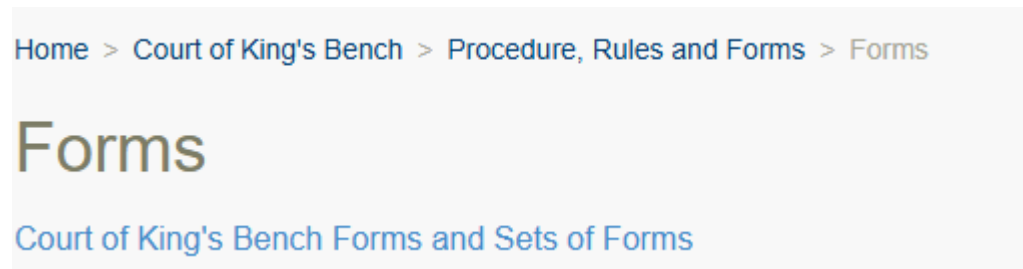 Home > Court of King's Bench > Procedure, Rules and Forms > Forms
Forms
Court of King's Bench Forms and Sets of Forms